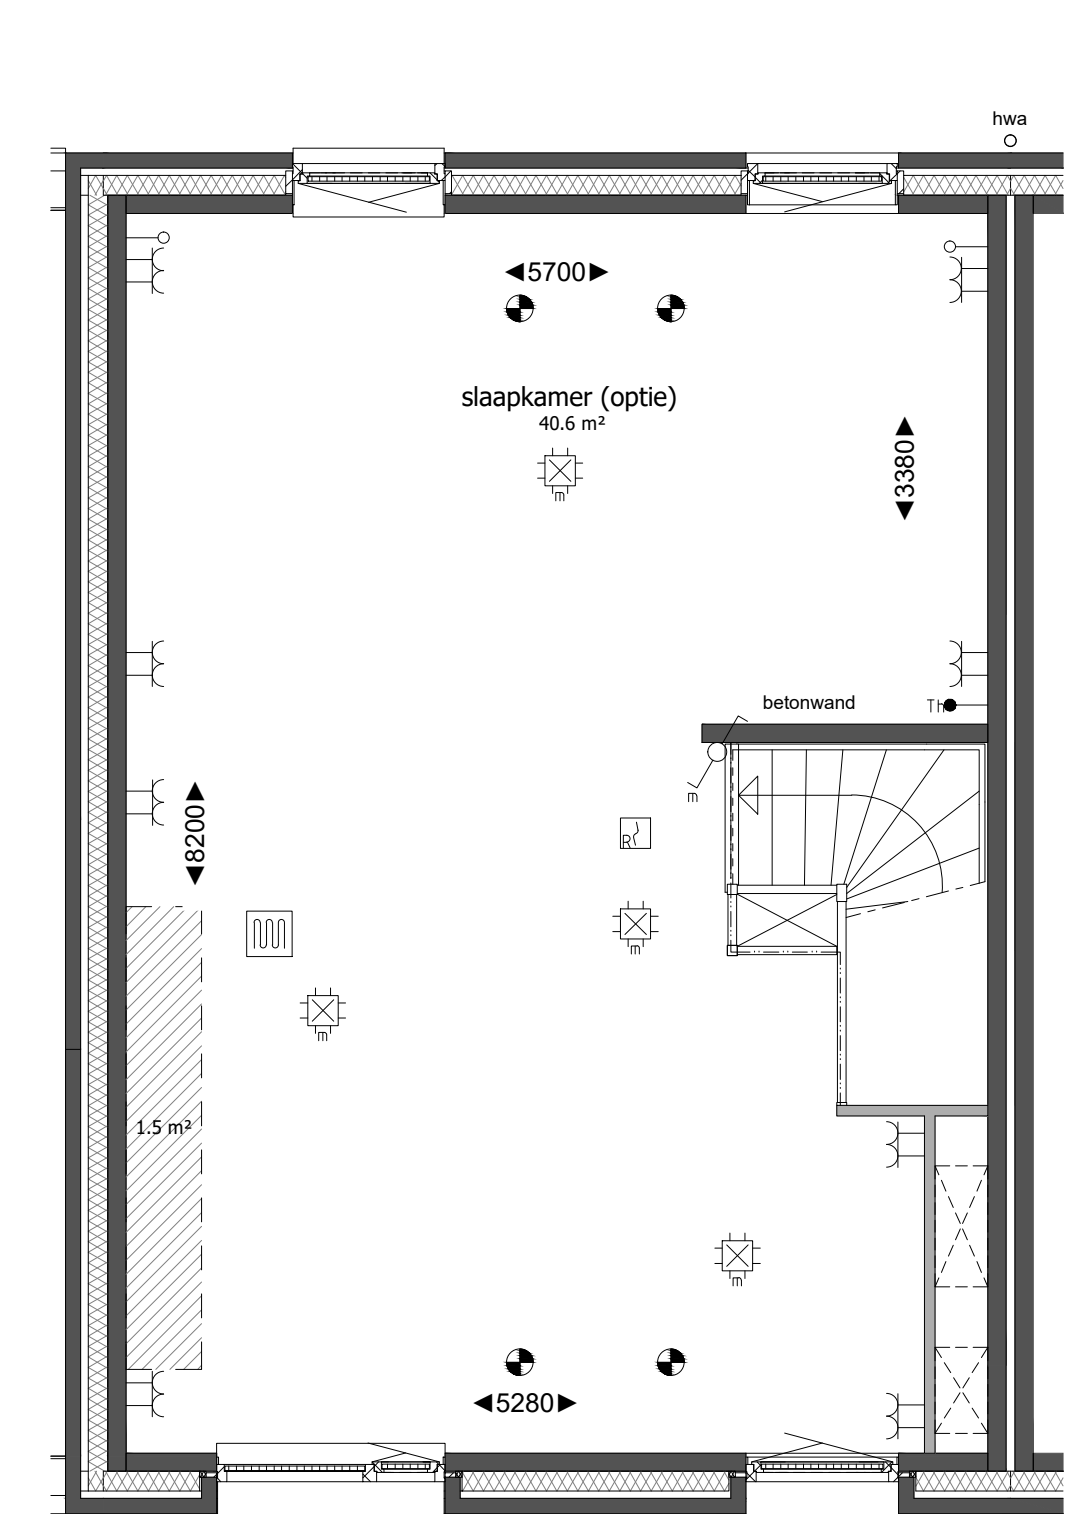 hwa
5700
slaapkamer (optie)
40.6 m²
m
3380
Th
betonwand
m
8200
R
m
m
1.5 m²
m
5280